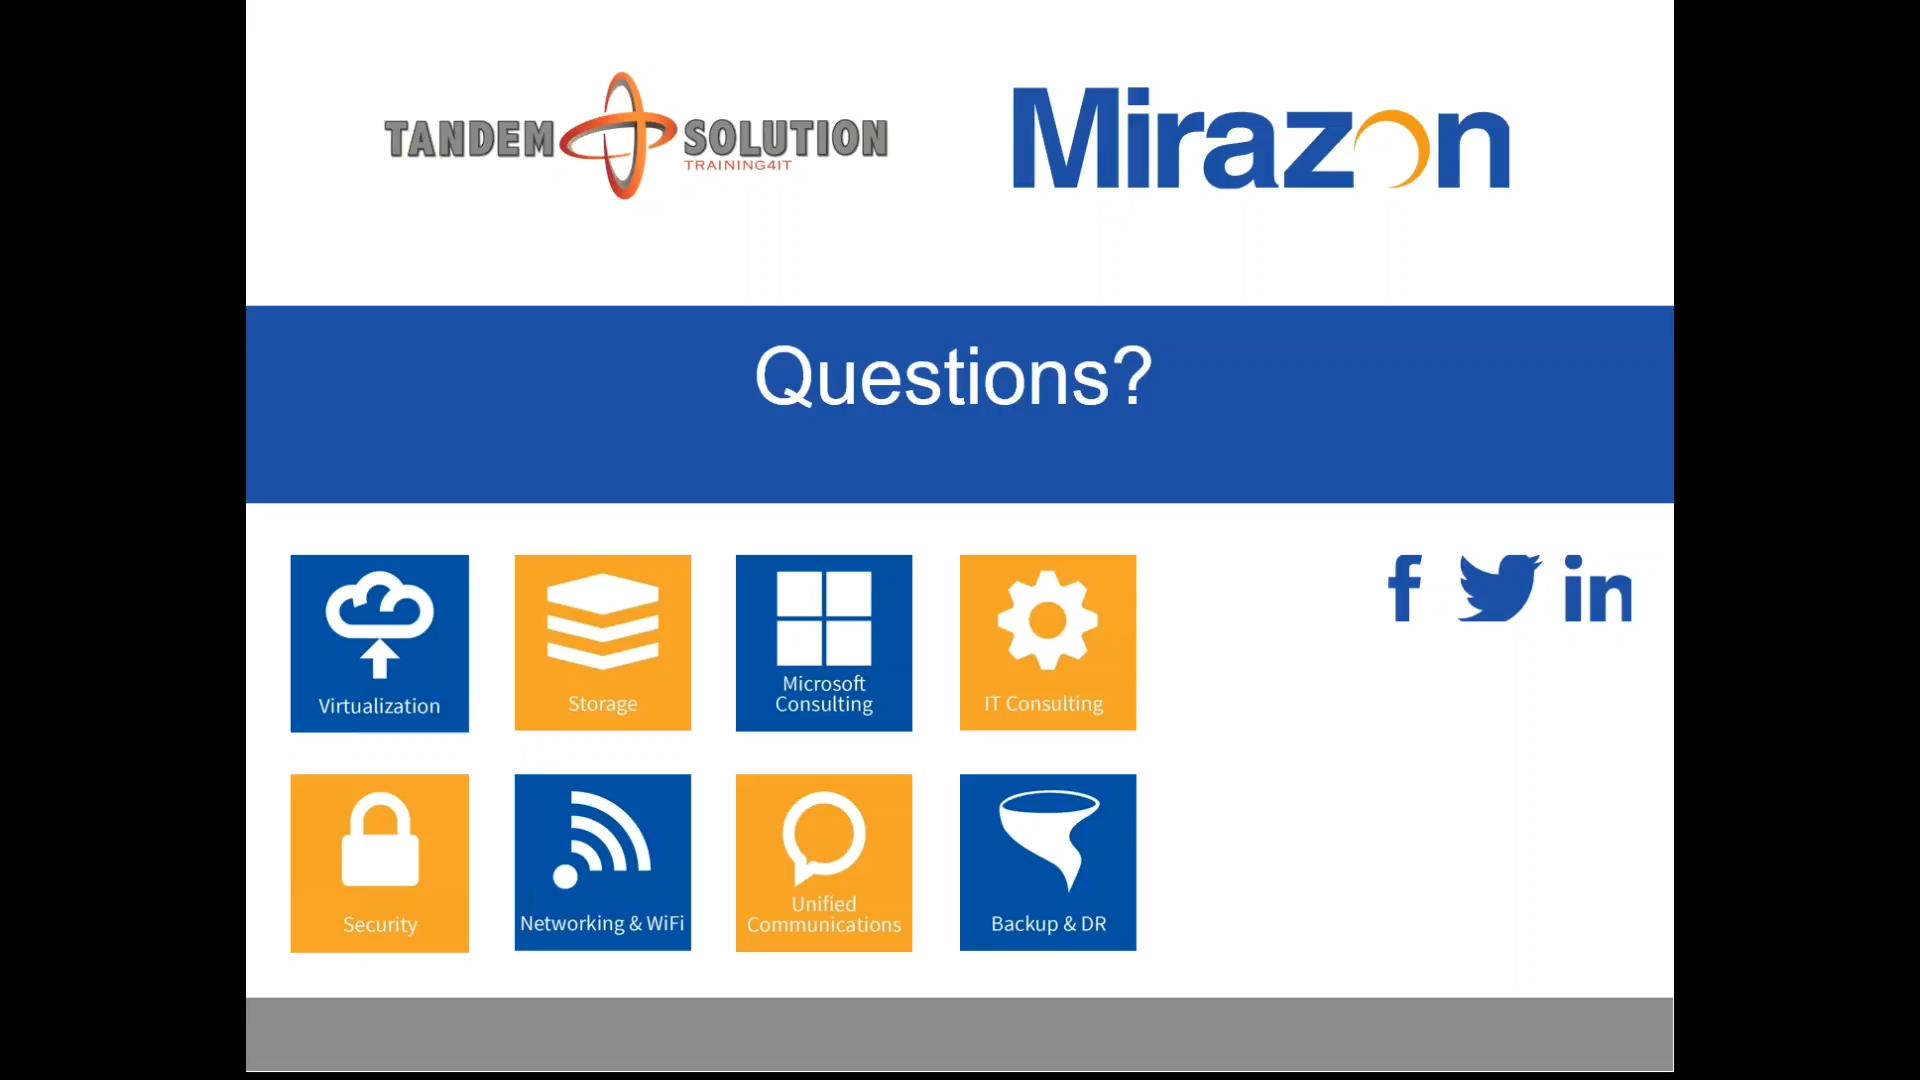 TANDEM SOLUTION
TRAINING4IT
Mirazon
Questions?
Virtualization
Storage
Microsoft
Consulting
IT Consulting
f
in
Security
Networking & WiFi
Unified
Communications
Backup & DR